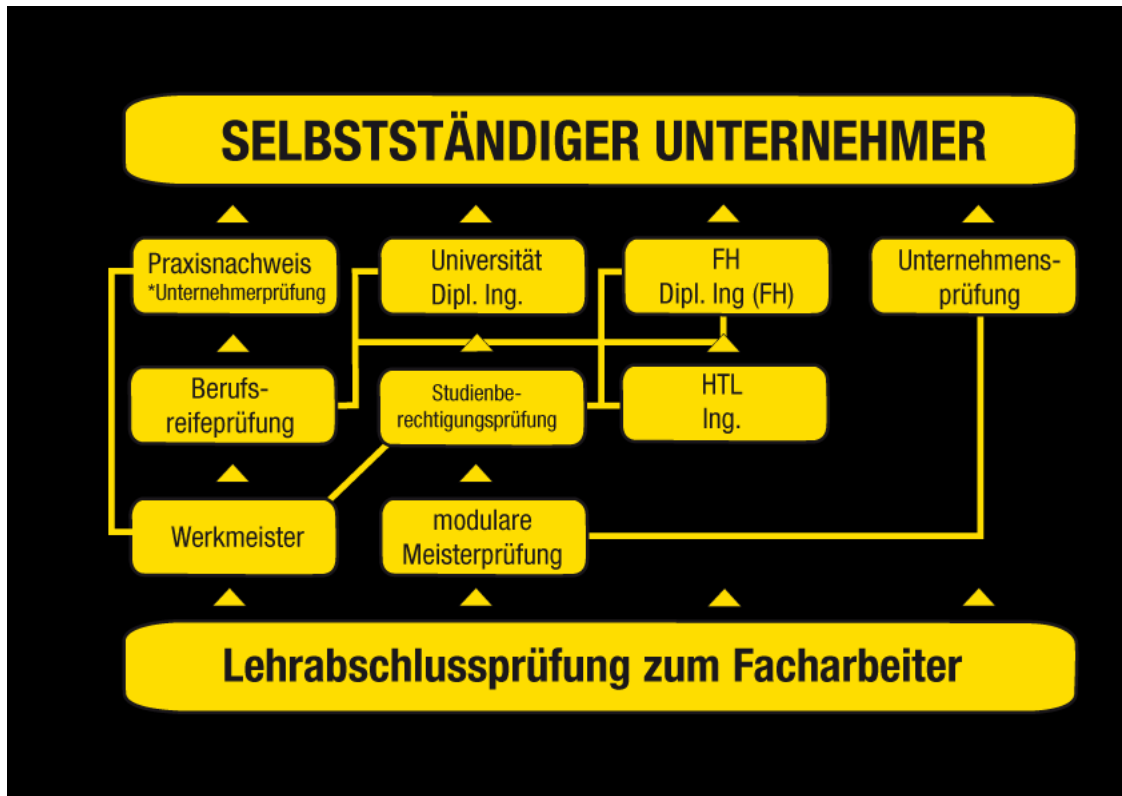 SELBSTSTÄNDIGER UNTERNEHMER
Praxisnachweis
*Unternehmerprüfung
Universität
Dipl. Ing.
FH
Dipl. Ing (FH)
Unternehmens-
prüfung
Berufs-
reifeprüfung
Studienbe-
rechtigungsprüfung
HTL
Ing.
Werkmeister
modulare
Meisterprüfung
Lehrabschlussprüfung zum Facharbeiter